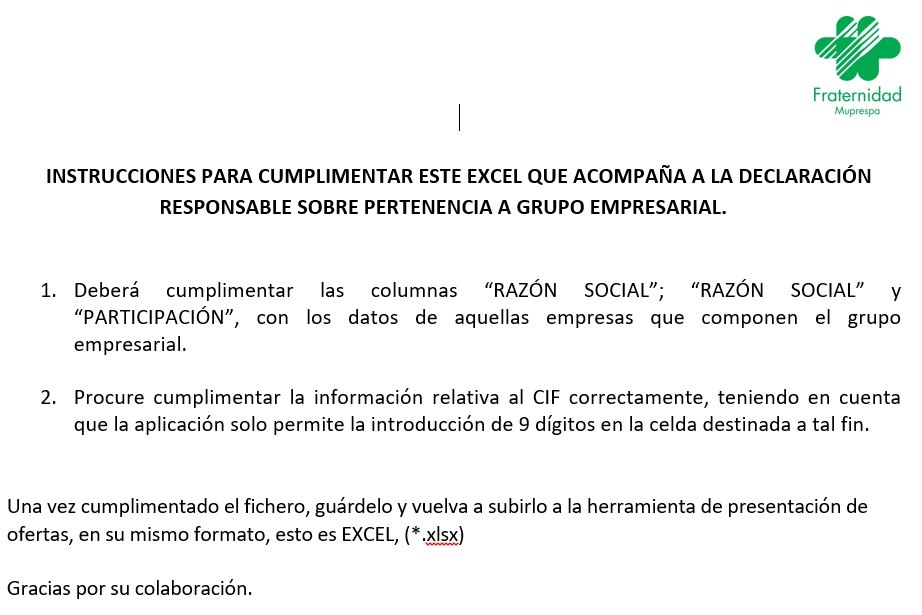 Fraternidad
Muprespa
INSTRUCCIONES PARA CUMPLIMENTAR ESTE EXCEL QUE ACOMPAÑA A LA DECLARACIÓN
RESPONSABLE SOBRE PERTENENCIA A GRUPO EMPRESARIAL.
1. Deberá cumplimentar las columnas “RAZÓN SOCIAL”; “RAZÓN SOCIAL” y
“PARTICIPACIÓN”, con los datos de aquellas empresas que componen el grupo
empresarial.
2. Procure cumplimentar la información relativa al CIF correctamente, teniendo en cuenta
que la aplicación solo permite la introducción de 9 dígitos en la celda destinada a tal fin.
Una vez cumplimentado el fichero, guárdelo y vuelva a subirlo a la herramienta de presentación de
ofertas, en su mismo formato, esto es EXCEL, (*.xlsx)
Gracias por su colaboración.